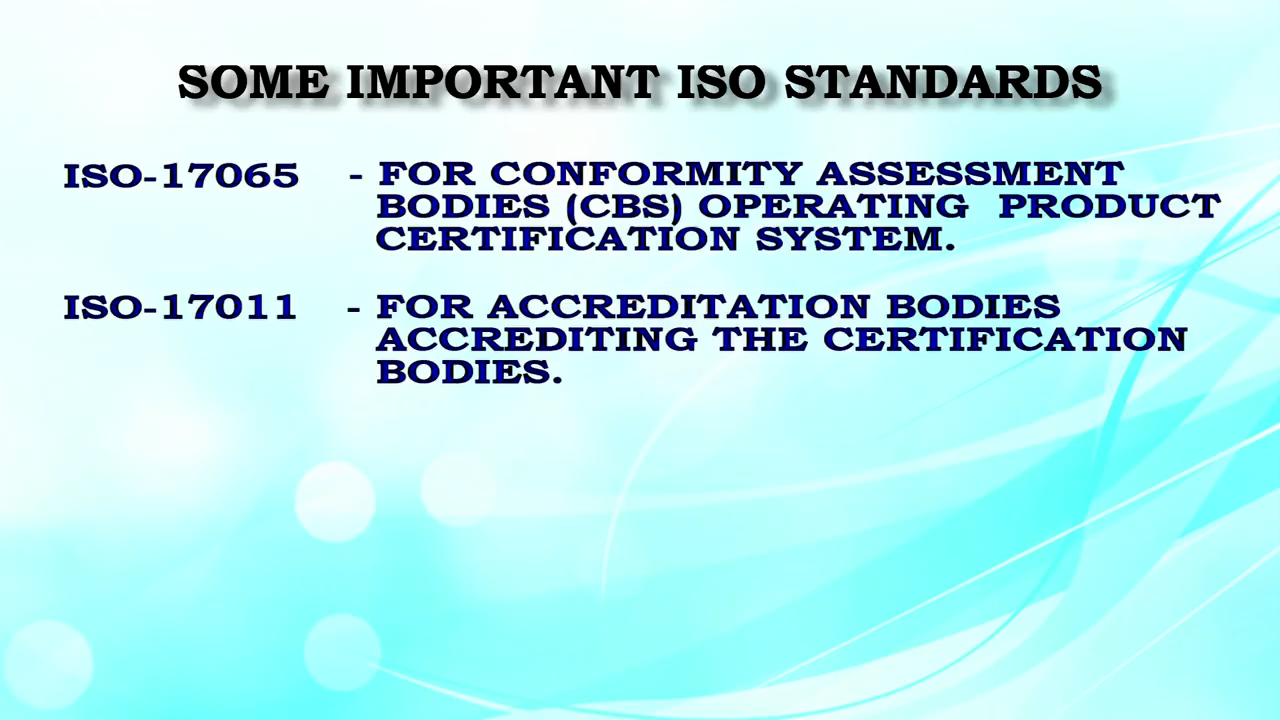 SOME IMPORTANT ISO STANDARDS
ISO-17065 - FOR CONFORMITY ASSESSMENT
BODIES (CBS) OPERATING PRODUCT
CERTIFICATION SYSTEM.
ISO-17011 - FOR ACCREDITATION BODIES
ACCREDITING THE CERTIFICATION
BODIES.